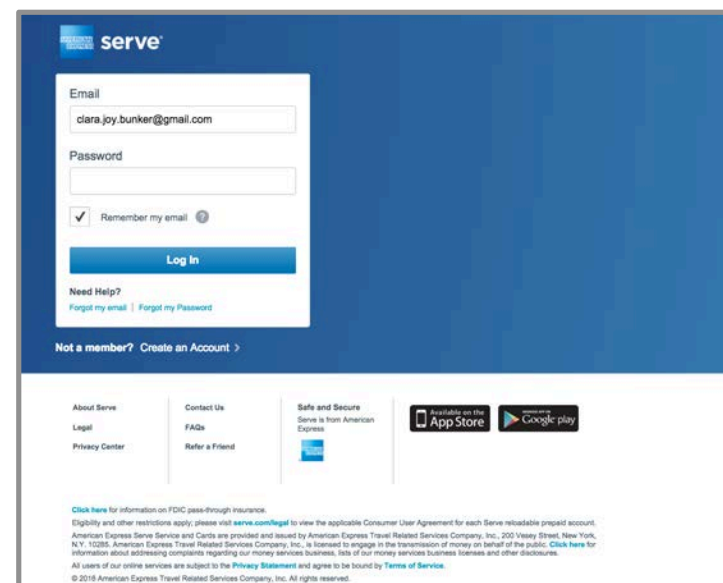 AMERICAN EXPRESS serve
Email
clara.joy.bunker@gmail.com
Password
Remember my email ?
Log In
Need Help?
Forgot my email | Forgot my Password
Not a member? Create an Account >
About Serve
Legal
Privacy Center
Contact Us
FAQs
Refer a Friend
Safe and Secure
Serve is from American
Express
Available on the
App Store
ANDROID APP ON
Google play
Click here for information on FDIC pass-through insurance.
Eligibility and other restrictions apply; please visit serve.com/legal to view the applicable Consumer User Agreement for each Serve reloadable prepaid account.
American Express Serve Service and Cards are provided and issued by American Express Travel Related Services Company, Inc., 200 Vesey Street, New York,
N.Y. 10285. American Express Travel Related Services Company, Inc., is licensed to engage in the transmission of money on behalf of the public. Click here for
information about addressing complaints regarding our money services business, lists of our money services business licenses and other disclosures.
All users of our online services are subject to the Privacy Statement and agree to be bound by Terms of Service.
© 2016 American Express Travel Related Services Company, Inc. All rights reserved.